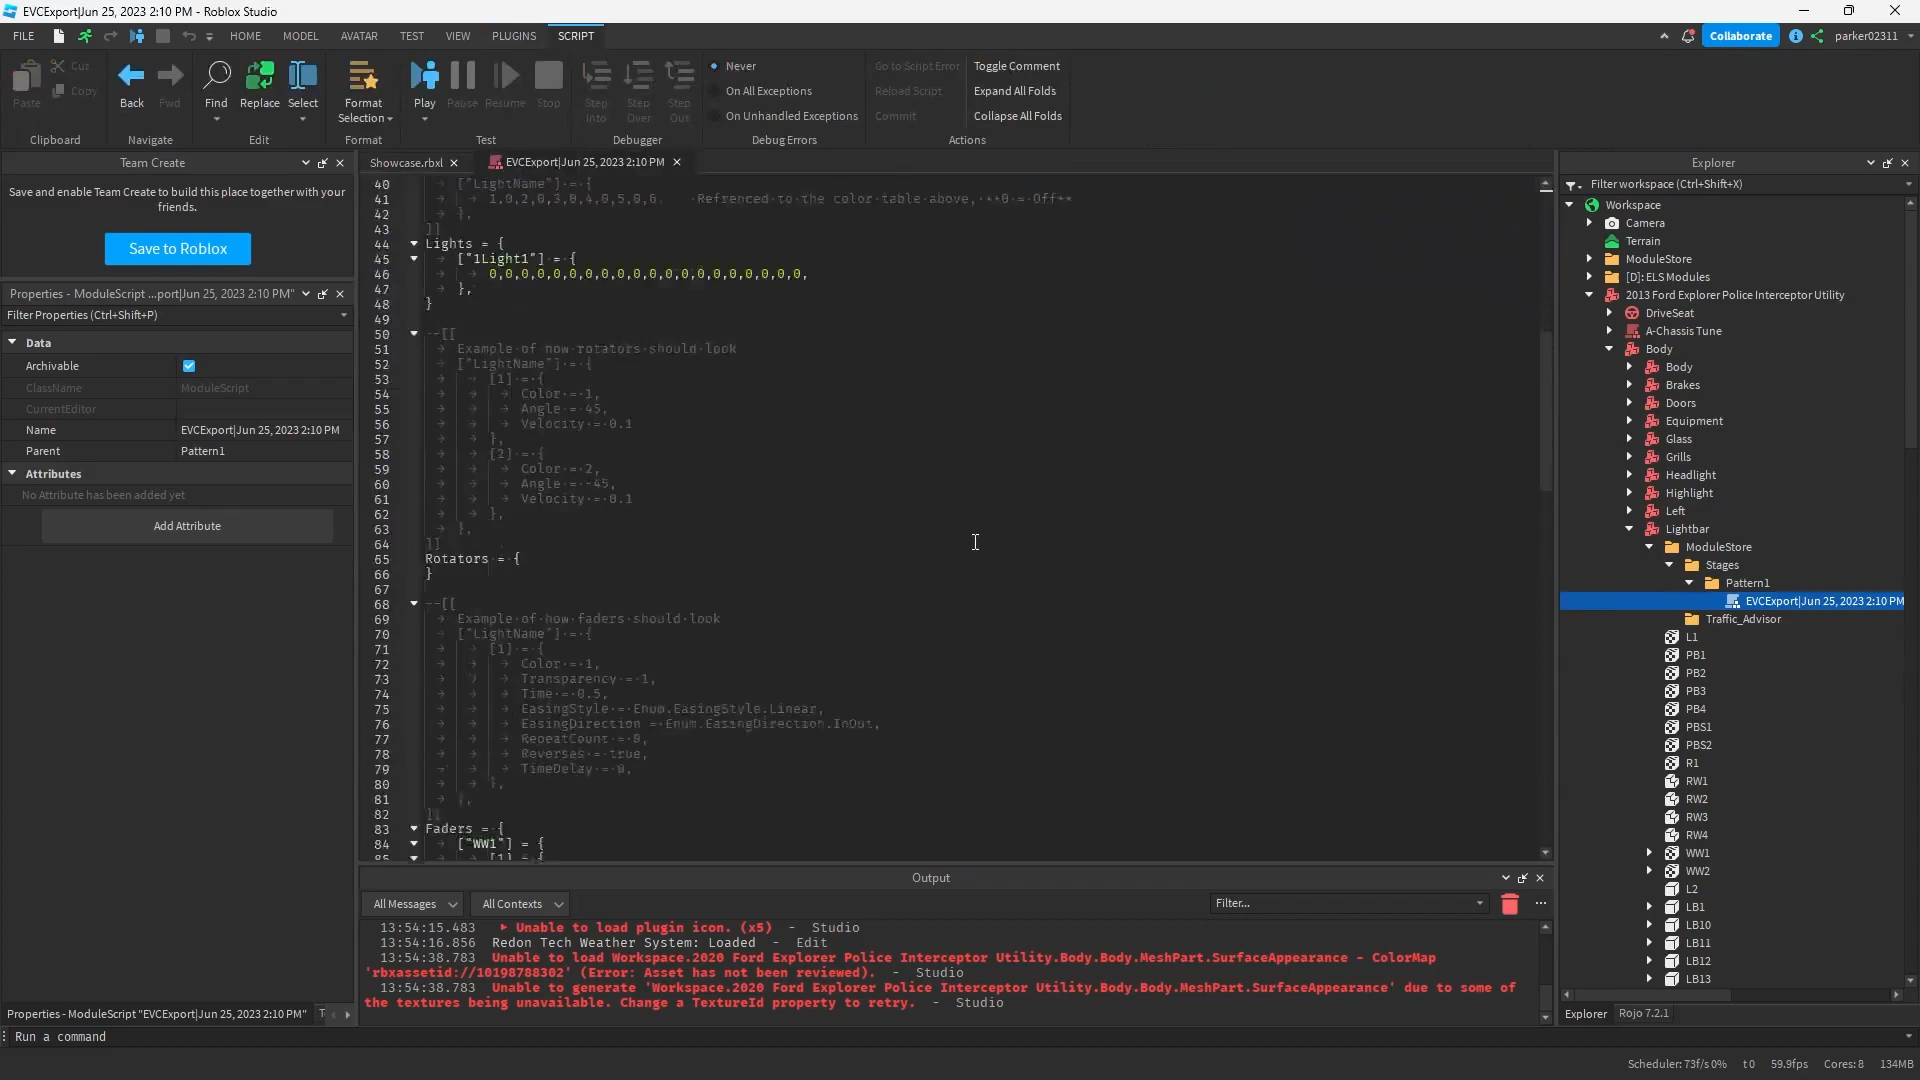 EVCExport|Jun 25, 2023 2:10 PM - Roblox Studio
FILE HOME MODEL AVATAR TEST VIEW PLUGINS SCRIPT Collaborate parker02311
Paste Cut Copy Clipboard
Back Fwd Navigate
Find Replace Select Edit
Format Selection Format
Play Pause Resume Stop Test
Step Into Step Over Step Out Debugger
Never
On All Exceptions
On Unhandled Exceptions
Debug Errors
Go to Script Error Toggle Comment
Reload Script Expand All Folds
Commit Collapse All Folds
Actions
Team Create
Save and enable Team Create to build this place together with your
friends.
Save to Roblox
Properties - ModuleScript ...port|Jun 25, 2023 2:10 PM"
Filter Properties (Ctrl+Shift+P)
Data
Archivable
ClassName ModuleScript
CurrentEditor
Name EVCExport|Jun 25, 2023 2:10 PM
Parent Pattern1
Attributes
No Attribute has been added yet
Add Attribute
Properties - ModuleScript "EVCExport|Jun 25, 2023 2:10 PM"
Showcase.rbxl EVCExport|Jun 25, 2023 2:10 PM
40 ["LightName"] = {
41 1,0,2,0,3,0,4,0,5,0,6, Refrenced to the color table above, **0 = Off**
42 },
43 ]]
44 Lights = {
45 ["1Light1"] = {
46 0,0,0,0,0,0,0,0,0,0,0,0,0,0,0,0,0,0,0,0,
47 },
48 }
49
50 --[[
51 Example of how rotators should look
52 ["LightName"] = {
53 [1] = {
54 Color = 1,
55 Angle = 45,
56 Velocity = 0.1
57 },
58 [2] = {
59 Color = 2,
60 Angle = -45,
61 Velocity = 0.1
62 },
63 },
64 ]]
65 Rotators = {
66 }
67
68 --[[
69 Example of how faders should look
70 ["LightName"] = {
71 [1] = {
72 Color = 1,
73 Transparency = 1,
74 Time = 0.5,
75 EasingStyle = Enum.EasingStyle.Linear,
76 EasingDirection = Enum.EasingDirection.InOut,
77 RepeatCount = 0,
78 Reverses = true,
79 TimeDelay = 0,
80 },
81 },
82 ]]
83 Faders = {
84 ["WW1"] = {
85 [1] = {
Output
All Messages All Contexts Filter...
13:54:15.483 Unable to load plugin icon. (x5) - Studio
13:54:16.856 Redon Tech Weather System: Loaded - Edit
13:54:38.783 Unable to load Workspace.2020 Ford Explorer Police Interceptor Utility.Body.Body.MeshPart.SurfaceAppearance - ColorMap
'rbxassetid://10198788302' (Error: Asset has not been reviewed). - Studio
13:54:38.783 Unable to generate 'Workspace.2020 Ford Explorer Police Interceptor Utility.Body.Body.MeshPart.SurfaceAppearance' due to some of
the textures being unavailable. Change a TextureId property to retry. - Studio
Explorer
Filter workspace (Ctrl+Shift+X)
Workspace
Camera
Terrain
ModuleStore
[D]: ELS Modules
2013 Ford Explorer Police Interceptor Utility
DriveSeat
A-Chassis Tune
Body
Body
Brakes
Doors
Equipment
Glass
Grills
Headlight
Highlight
Left
Lightbar
ModuleStore
Stages
Pattern1
EVCExport|Jun 25, 2023 2:10 PM
Traffic_Advisor
L1
PB1
PB2
PB3
PB4
PBS1
PBS2
R1
RW1
RW2
RW3
RW4
WW1
WW2
L2
LB1
LB10
LB11
LB12
LB13
Explorer Rojo 7.2.1
Run a command
Scheduler: 73f/s 0% t0 59.9fps Cores: 8 134MB